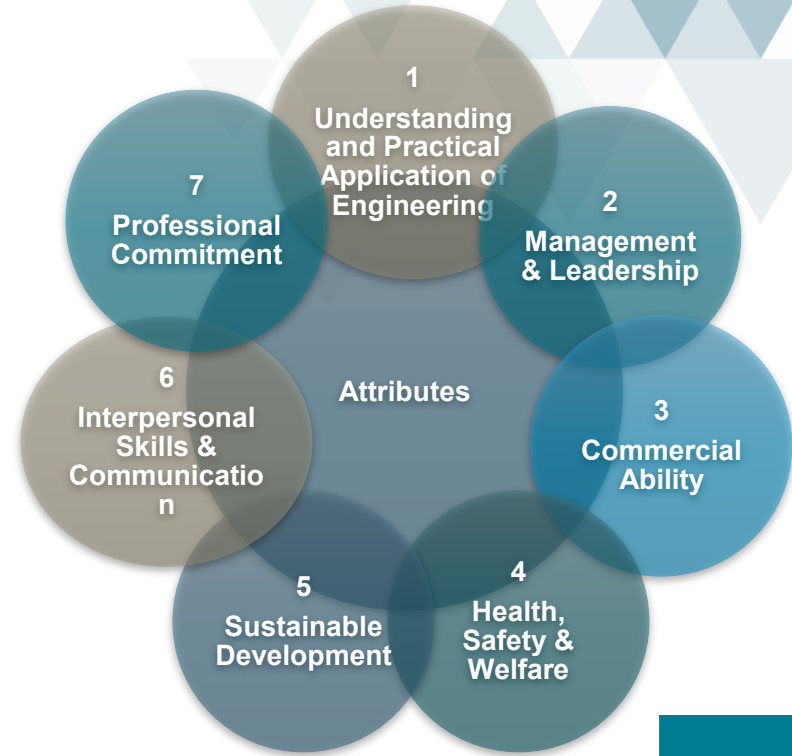 1
Understanding
and Practical
Application of
Engineering
2
Management
& Leadership
3
Commercial
Ability
4
Health,
Safety &
Welfare
5
Sustainable
Development
6
Interpersonal
Skills &
Communicatio
n
7
Professional
Commitment
Attributes